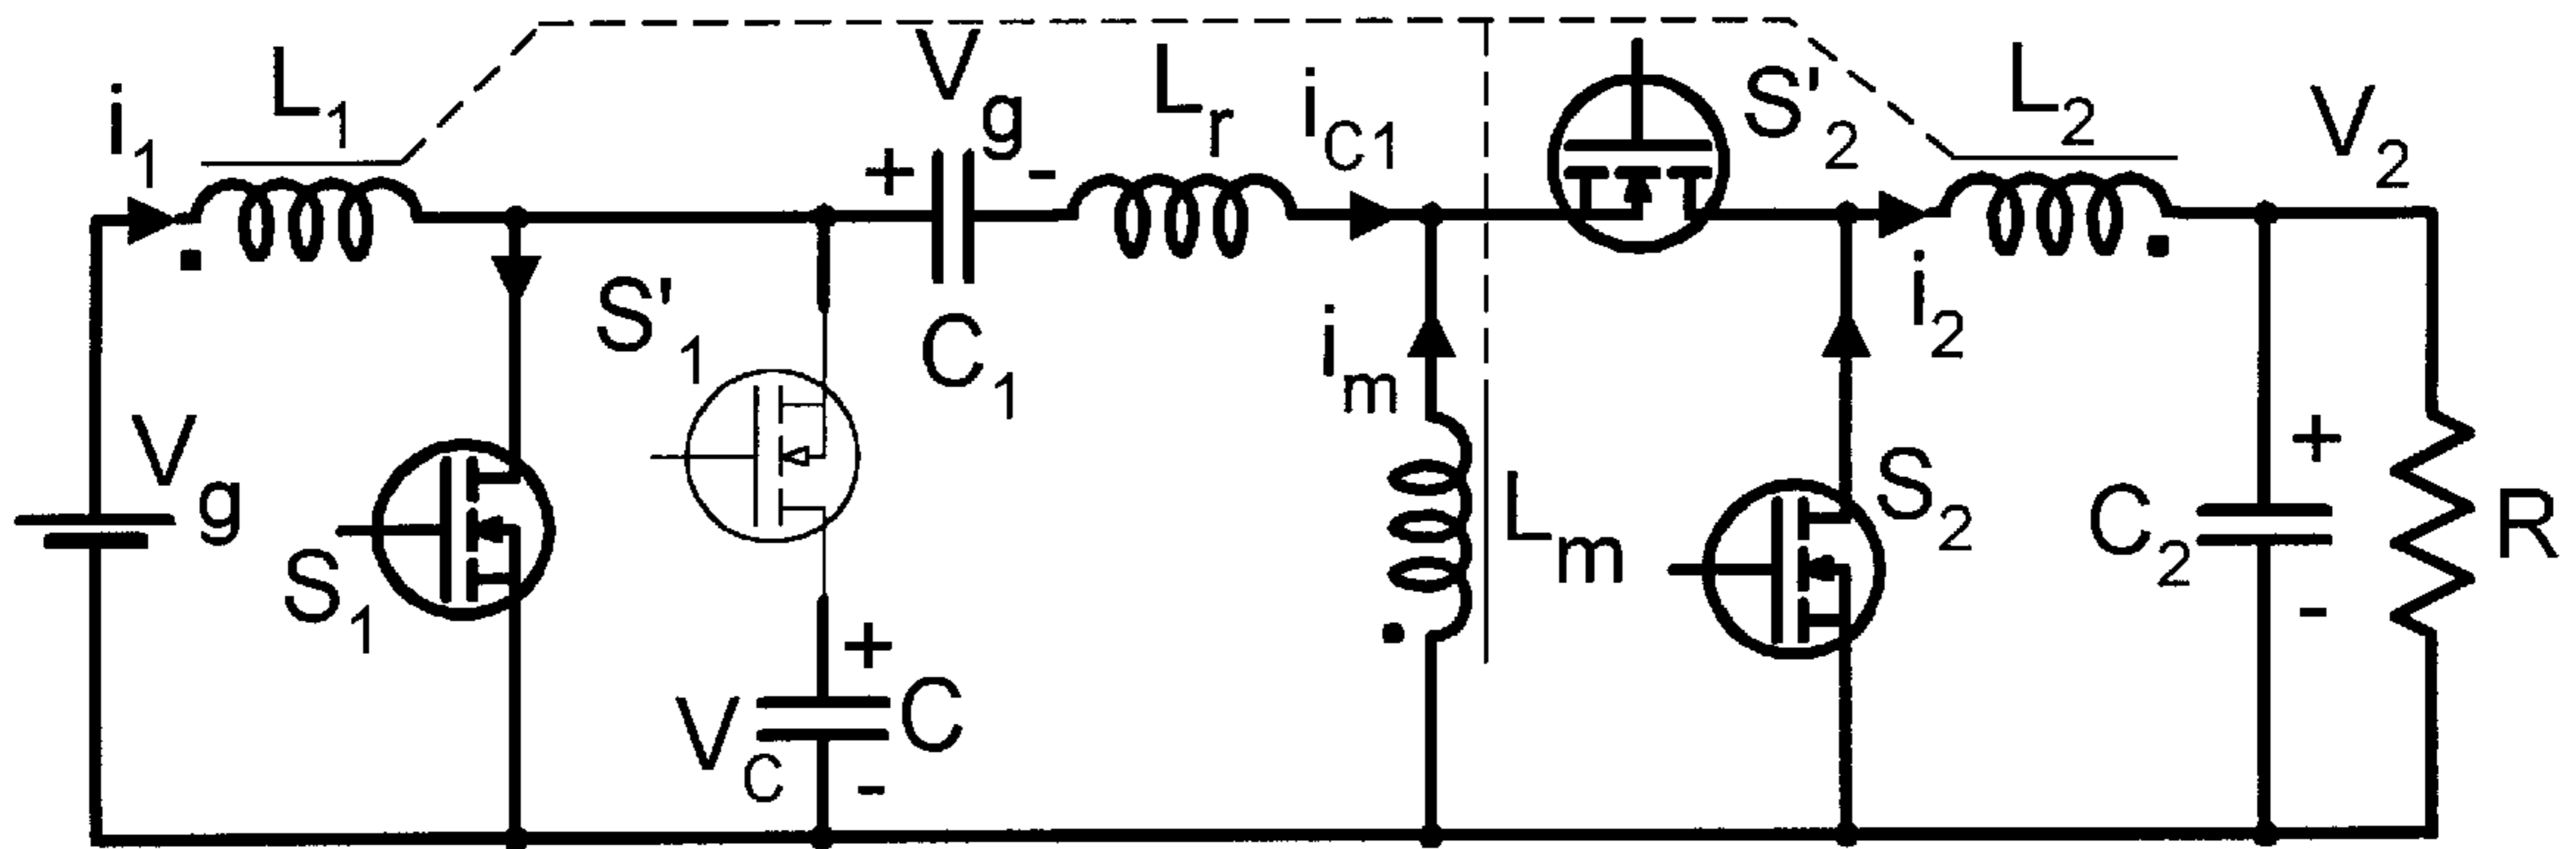 i1
L1
Vg
+
-
Lr
iC1
S'2
L2
V2
C1
S'1
im
i2
Vg
S1
Lm
S2
+
C2
-
R
+
VC
C
-